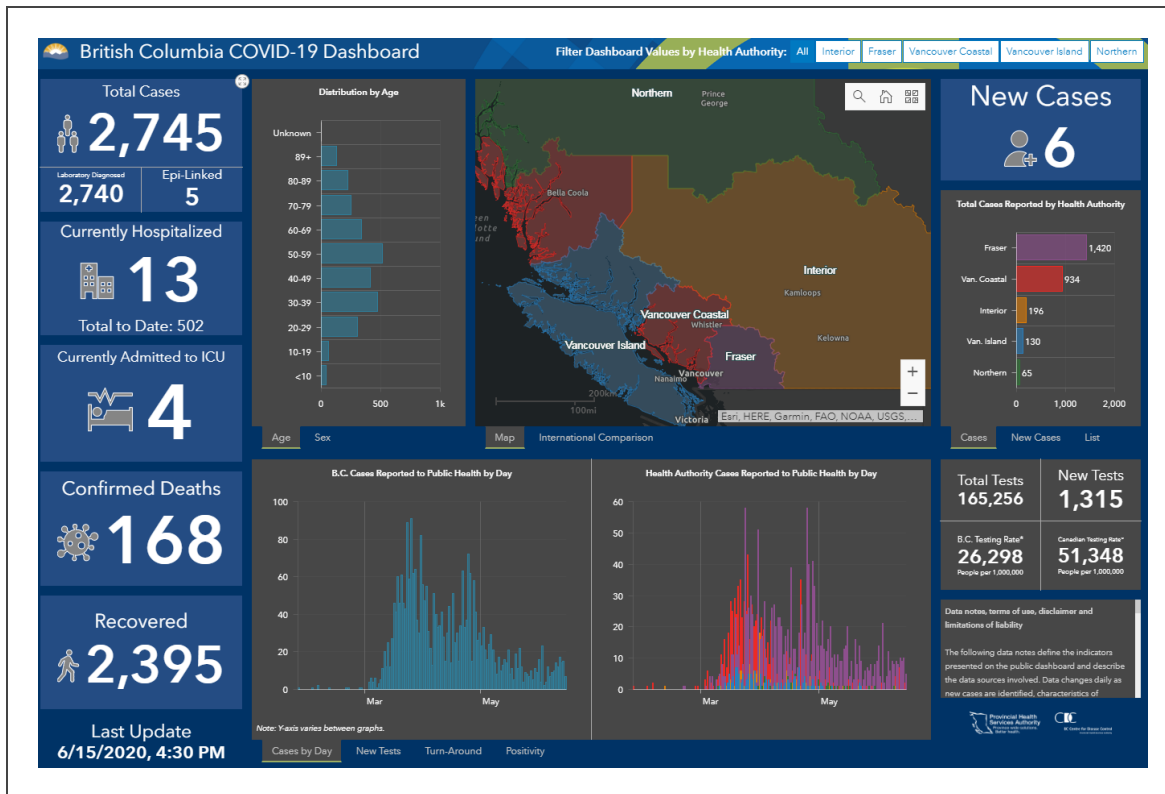 British Columbia COVID-19 Dashboard
Filter Dashboard Values by Health Authority: All Interior Fraser Vancouver Coastal Vancouver Island Northern
Total Cases
2,745
Laboratory Diagnosed
2,740
Epi-Linked
5
Currently Hospitalized
13
Total to Date: 502
Currently Admitted to ICU
4
Confirmed Deaths
168
Recovered
2,395
Last Update
6/15/2020, 4:30 PM
Distribution by Age
Unknown
89+
80-89
70-79
60-69
50-59
40-49
30-39
20-29
10-19
<10
0 500 1k
Age Sex
Northern
Prince
George
Bella Coola
Interior
Kamloops
Vancouver Coastal
Whistler
Kelowna
Vancouver Island
Fraser
Vancouver
Nanaimo
200km
100mi
Victoria
Esri, HERE, Garmin, FAO, NOAA, USGS,...
+
−
Map International Comparison
New Cases
6
Total Cases Reported by Health Authority
Fraser 1,420
Van. Coastal 934
Interior 196
Van. Island 130
Northern 65
0 1,000 2,000
Cases New Cases List
B.C. Cases Reported to Public Health by Day
100
80
60
40
20
0
Mar May
Note: Y-axis varies between graphs.
Health Authority Cases Reported to Public Health by Day
60
50
40
30
20
10
0
Mar May
Cases by Day New Tests Turn-Around Positivity
Total Tests
165,256
New Tests
1,315
B.C. Testing Rate*
26,298
People per 1,000,000
Canadian Testing Rate*
51,348
People per 1,000,000
Data notes, terms of use, disclaimer and
limitations of liability
The following data notes define the indicators
presented on the public dashboard and describe
the data sources involved. Data changes daily as
new cases are identified, characteristics of
Provincial Health
Services Authority
Province-wide solutions.
Better health.
BC Centre for Disease Control